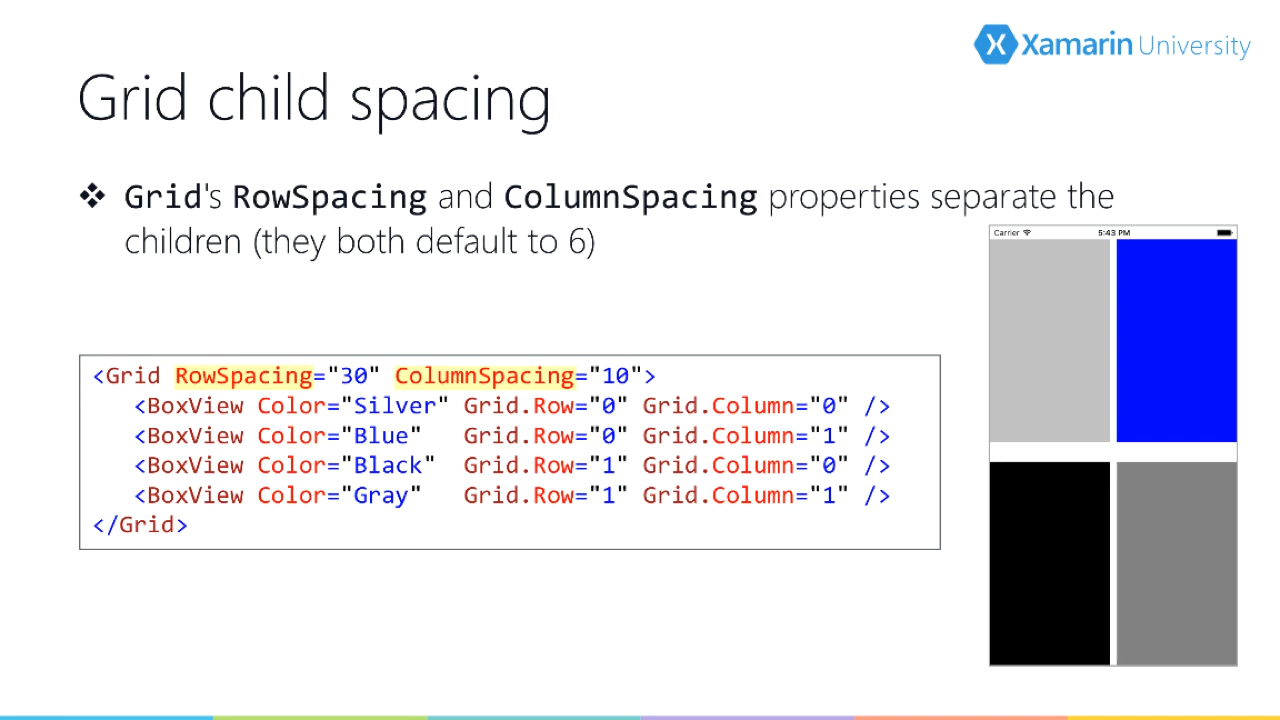 Xamarin University
Grid child spacing
❖ Grid's RowSpacing and ColumnSpacing properties separate the
children (they both default to 6)
Carrier 5:43 PM
<Grid RowSpacing="30" ColumnSpacing="10">
   <BoxView Color="Silver" Grid.Row="0" Grid.Column="0" />
   <BoxView Color="Blue"   Grid.Row="0" Grid.Column="1" />
   <BoxView Color="Black"  Grid.Row="1" Grid.Column="0" />
   <BoxView Color="Gray"   Grid.Row="1" Grid.Column="1" />
</Grid>